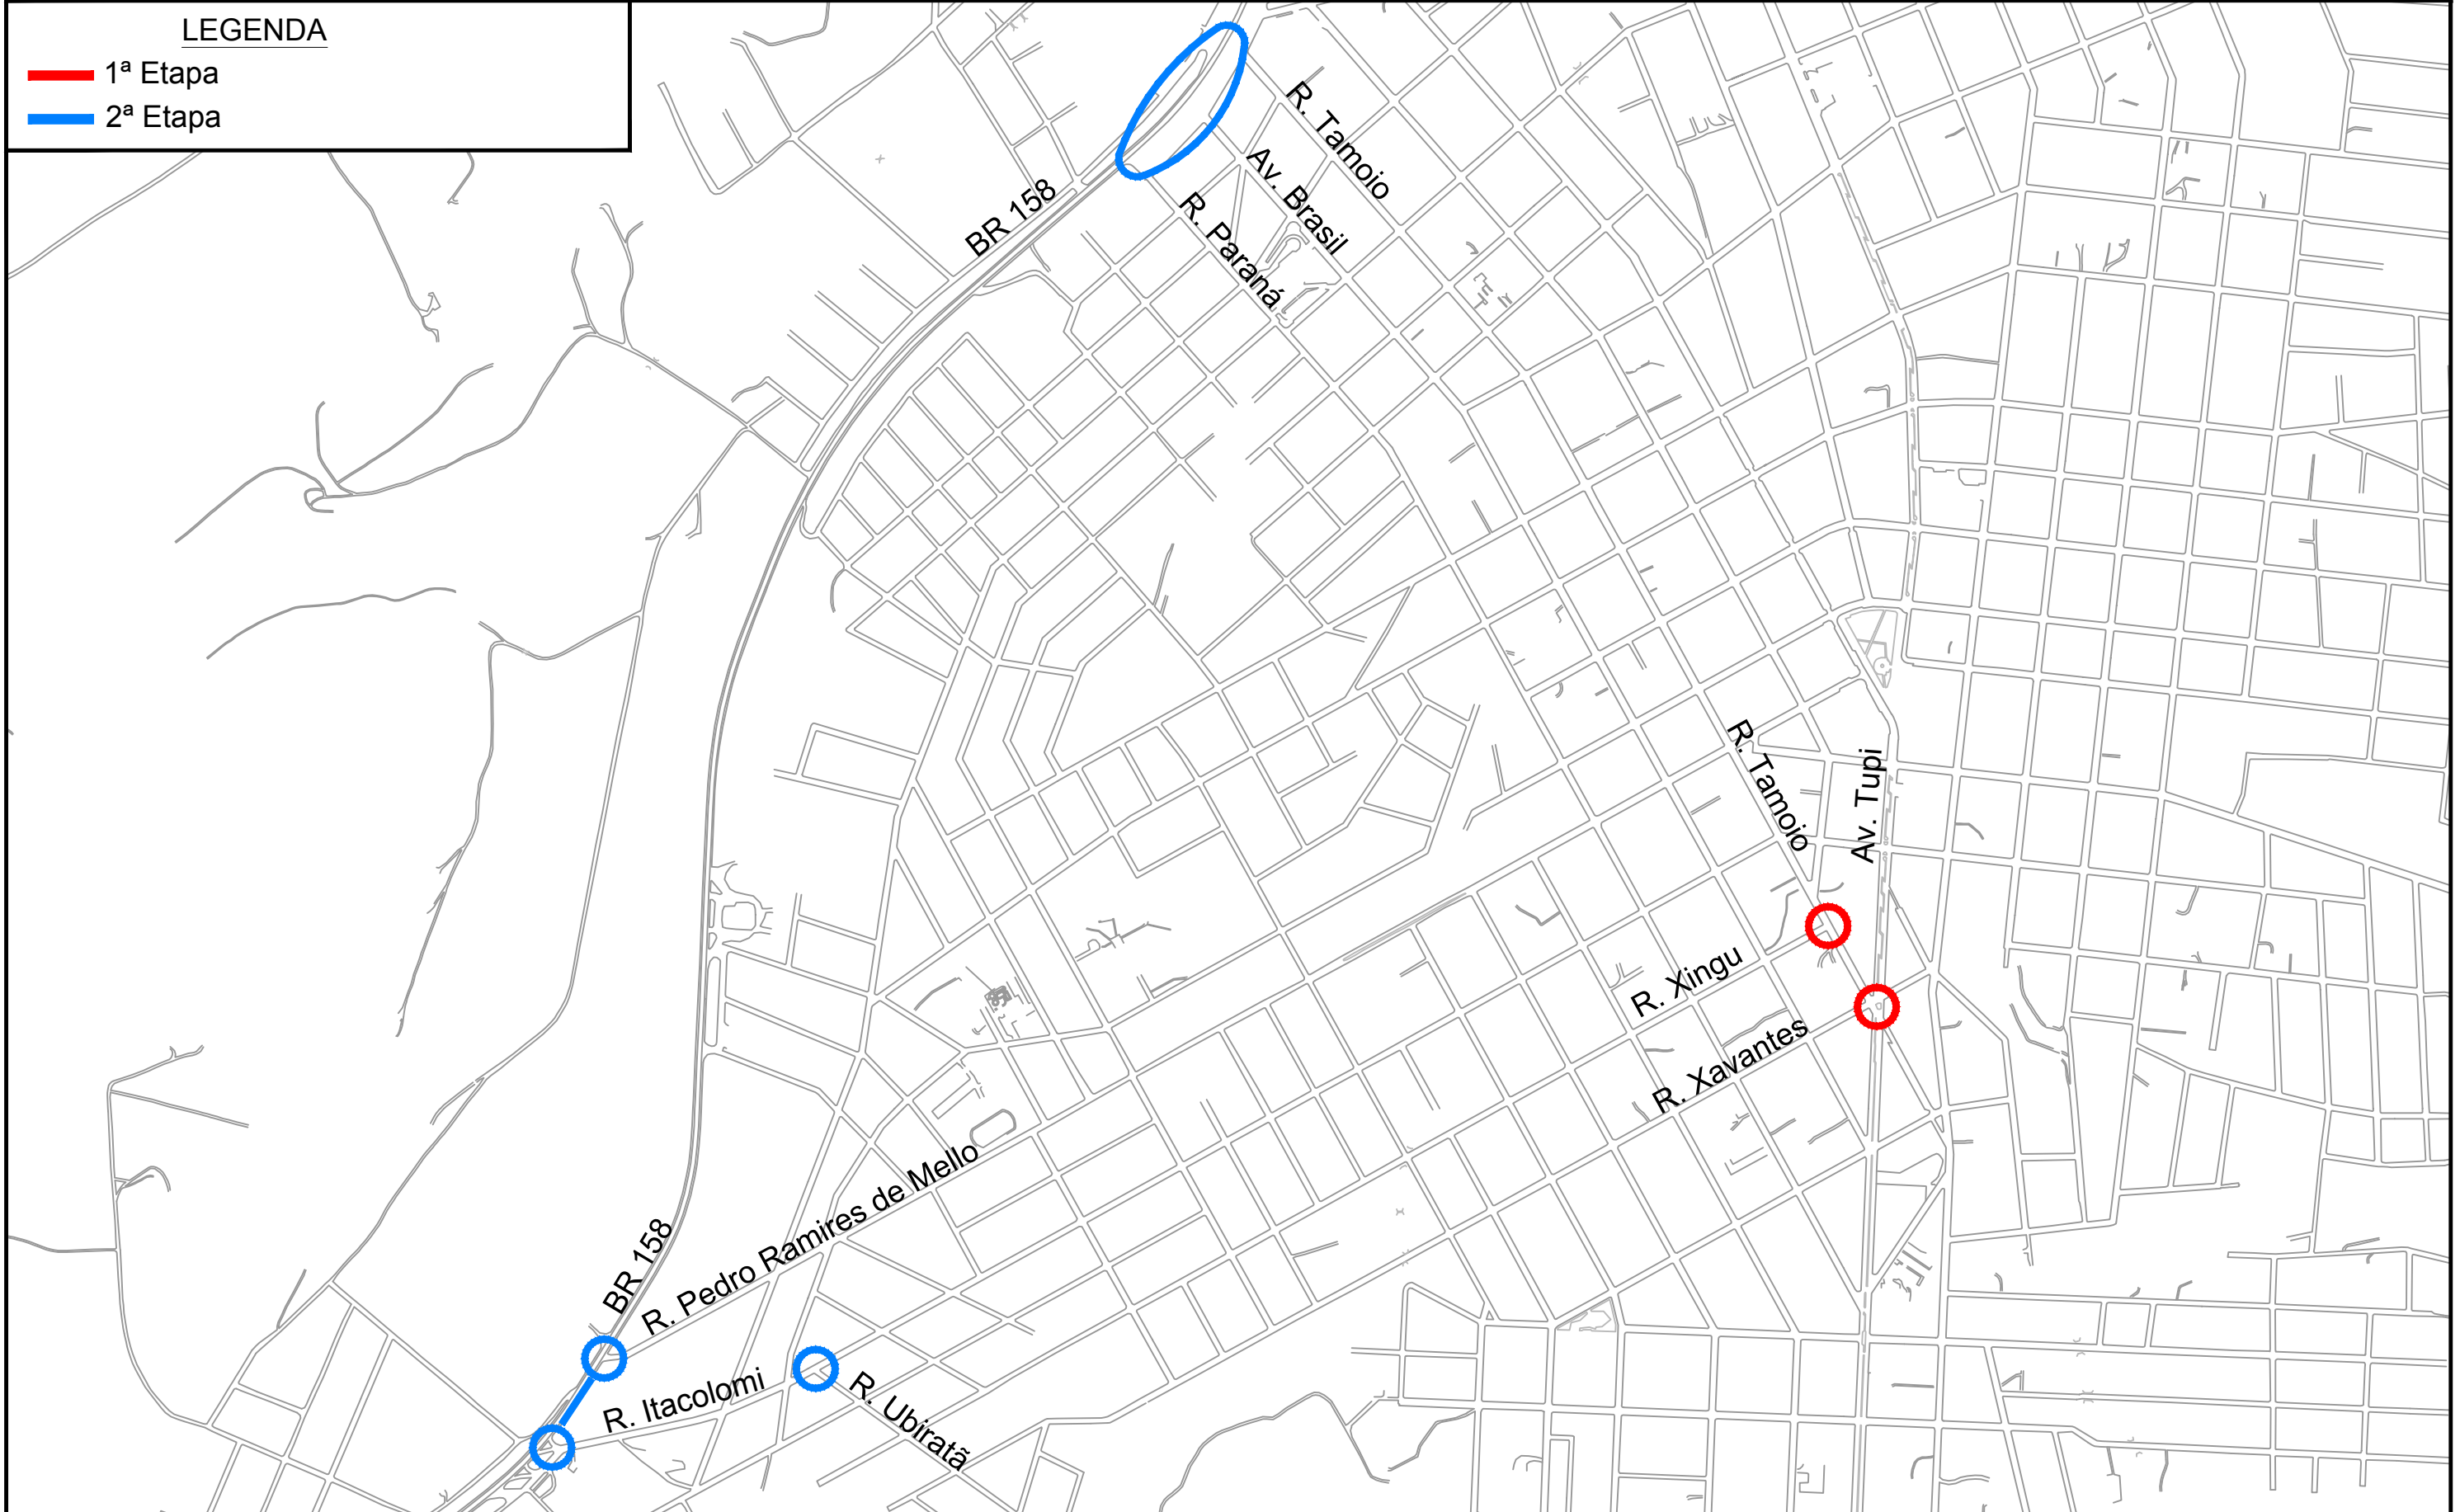 LEGENDA
1ª Etapa
2ª Etapa
R. Tamoio
Av. Brasil
R. Paraná
BR 158
R. Tamoio
Av. Tupi
R. Xingu
R. Xavantes
R. Pedro Ramires de Mello
BR 158
R. Itacolomi
R. Ubiratã